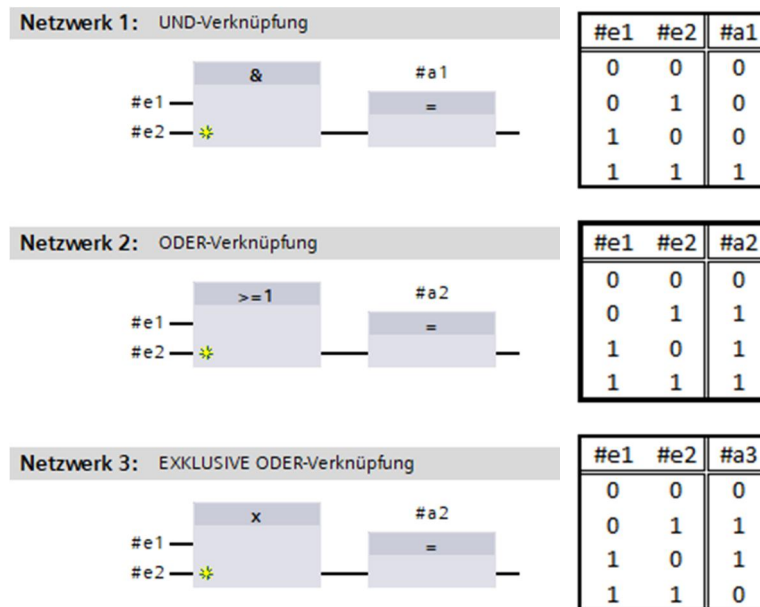 Netzwerk 1: UND-Verknüpfung
& #a1
#e1 =
#e2
#e1 #e2 #a1
0 0 0
0 1 0
1 0 0
1 1 1
Netzwerk 2: ODER-Verknüpfung
>=1 #a2
#e1 =
#e2
#e1 #e2 #a2
0 0 0
0 1 1
1 0 1
1 1 1
Netzwerk 3: EXKLUSIVE ODER-Verknüpfung
x #a2
#e1 =
#e2
#e1 #e2 #a3
0 0 0
0 1 1
1 0 1
1 1 0